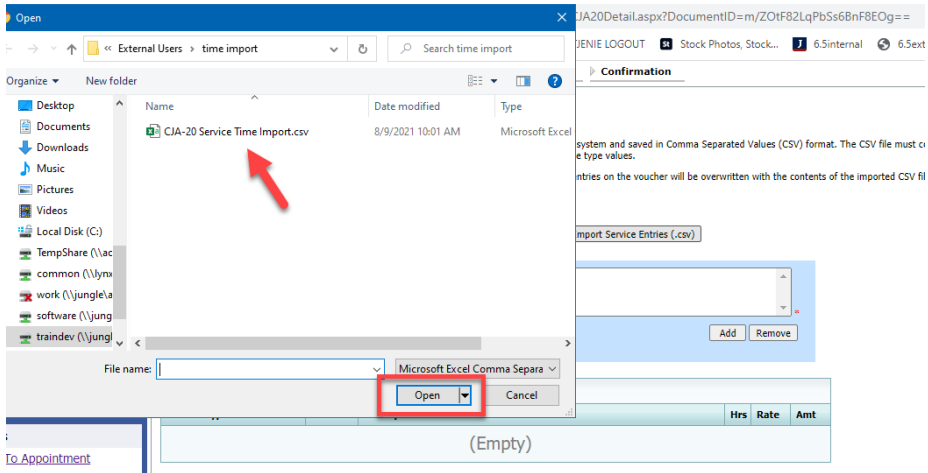 Open
JA20Detail.aspx?DocumentID=m/ZOtF82LqPbSs6BnF8EOg==
« External Users › time import
Search time import
JENIE LOGOUT St Stock Photos, Stock... J 6.5internal 6.5ext
Organize New folder
Confirmation
Name Date modified Type
Desktop
Documents
Downloads
Music
Pictures
Videos
Local Disk (C:)
TempShare (\\ac
common (\\lynx
work (\\jungle\a
software (\\jung
traindev (\\jungl
CJA-20 Service Time Import.csv 8/9/2021 10:01 AM Microsoft Excel
system and saved in Comma Separated Values (CSV) format. The CSV file must c
e type values.
ntries on the voucher will be overwritten with the contents of the imported CSV fil
mport Service Entries (.csv)
*
Add Remove
File name: Microsoft Excel Comma Separa
Open Cancel
Hrs Rate Amt
(Empty)
s
To Appointment